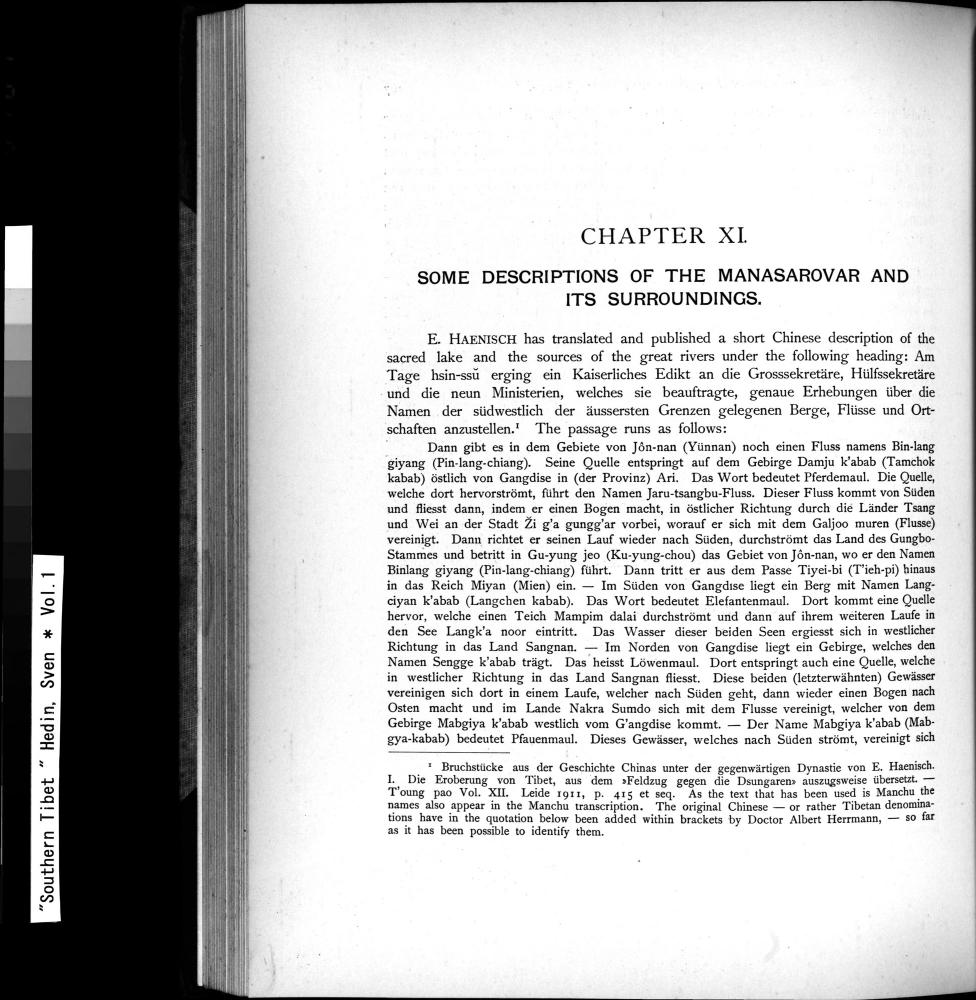 CHAPTER XI.
SOME DESCRIPTIONS OF THE MANASAROVAR AND
ITS SURROUNDINGS.
E. HAENISCH has translated and published a short Chinese description of the
sacred lake and the sources of the great rivers under the following heading: Am
Tage hsin-ssŭ erging ein Kaiserliches Edikt an die Grosssekretäre, Hülfssekretäre
und die neun Ministerien, welches sie beauftragte, genaue Erhebungen über die
Namen der südwestlich der äussersten Grenzen gelegenen Berge, Flüsse und Ort-
schaften anzustellen.¹ The passage runs as follows:
Dann gibt es in dem Gebiete von Jôn-nan (Yünnan) noch einen Fluss namens Bin-lang
giyang (Pin-lang-chiang). Seine Quelle entspringt auf dem Gebirge Damju k'abab (Tamchok
kabab) östlich von Gangdise in (der Provinz) Ari. Das Wort bedeutet Pferdemaul. Die Quelle,
welche dort hervorströmt, führt den Namen Jaru-tsangbu-Fluss. Dieser Fluss kommt von Süden
und fliesst dann, indem er einen Bogen macht, in östlicher Richtung durch die Länder Tsang
und Wei an der Stadt Ži g'a gungg'ar vorbei, worauf er sich mit dem Galjoo muren (Flusse)
vereinigt. Dann richtet er seinen Lauf wieder nach Süden, durchströmt das Land des Gungbo-
Stammes und betritt in Gu-yung jeo (Ku-yung-chou) das Gebiet von Jôn-nan, wo er den Namen
Binlang giyang (Pin-lang-chiang) führt. Dann tritt er aus dem Passe Tiyei-bi (T'ieh-pi) hinaus
in das Reich Miyan (Mien) ein. — Im Süden von Gangdise liegt ein Berg mit Namen Lang-
ciyan k'abab (Langchen kabab). Das Wort bedeutet Elefantenmaul. Dort kommt eine Quelle
hervor, welche einen Teich Mampim dalai durchströmt und dann auf ihrem weiteren Laufe in
den See Langk'a noor eintritt. Das Wasser dieser beiden Seen ergiesst sich in westlicher
Richtung in das Land Sangnan. — Im Norden von Gangdise liegt ein Gebirge, welches den
Namen Sengge k'abab trägt. Das heisst Löwenmaul. Dort entspringt auch eine Quelle, welche
in westlicher Richtung in das Land Sangnan fliesst. Diese beiden (letzterwähnten) Gewässer
vereinigen sich dort in einem Laufe, welcher nach Süden geht, dann wieder einen Bogen nach
Osten macht und im Lande Nakra Sumdo sich mit dem Flusse vereinigt, welcher von dem
Gebirge Mabgiya k'abab westlich vom G'angdise kommt. — Der Name Mabgiya k'abab (Mab-
gya-kabab) bedeutet Pfauenmaul. Dieses Gewässer, welches nach Süden strömt, vereinigt sich
¹ Bruchstücke aus der Geschichte Chinas unter der gegenwärtigen Dynastie von E. Haenisch.
I. Die Eroberung von Tibet, aus dem »Feldzug gegen die Dsungaren» auszugsweise übersetzt. —
T'oung pao Vol. XII. Leide 1911, p. 415 et seq. As the text that has been used is Manchu the
names also appear in the Manchu transcription. The original Chinese — or rather Tibetan denomina-
tions have in the quotation below been added within brackets by Doctor Albert Herrmann, — so far
as it has been possible to identify them.
"Southern Tibet" Hedin, Sven * Vol.1